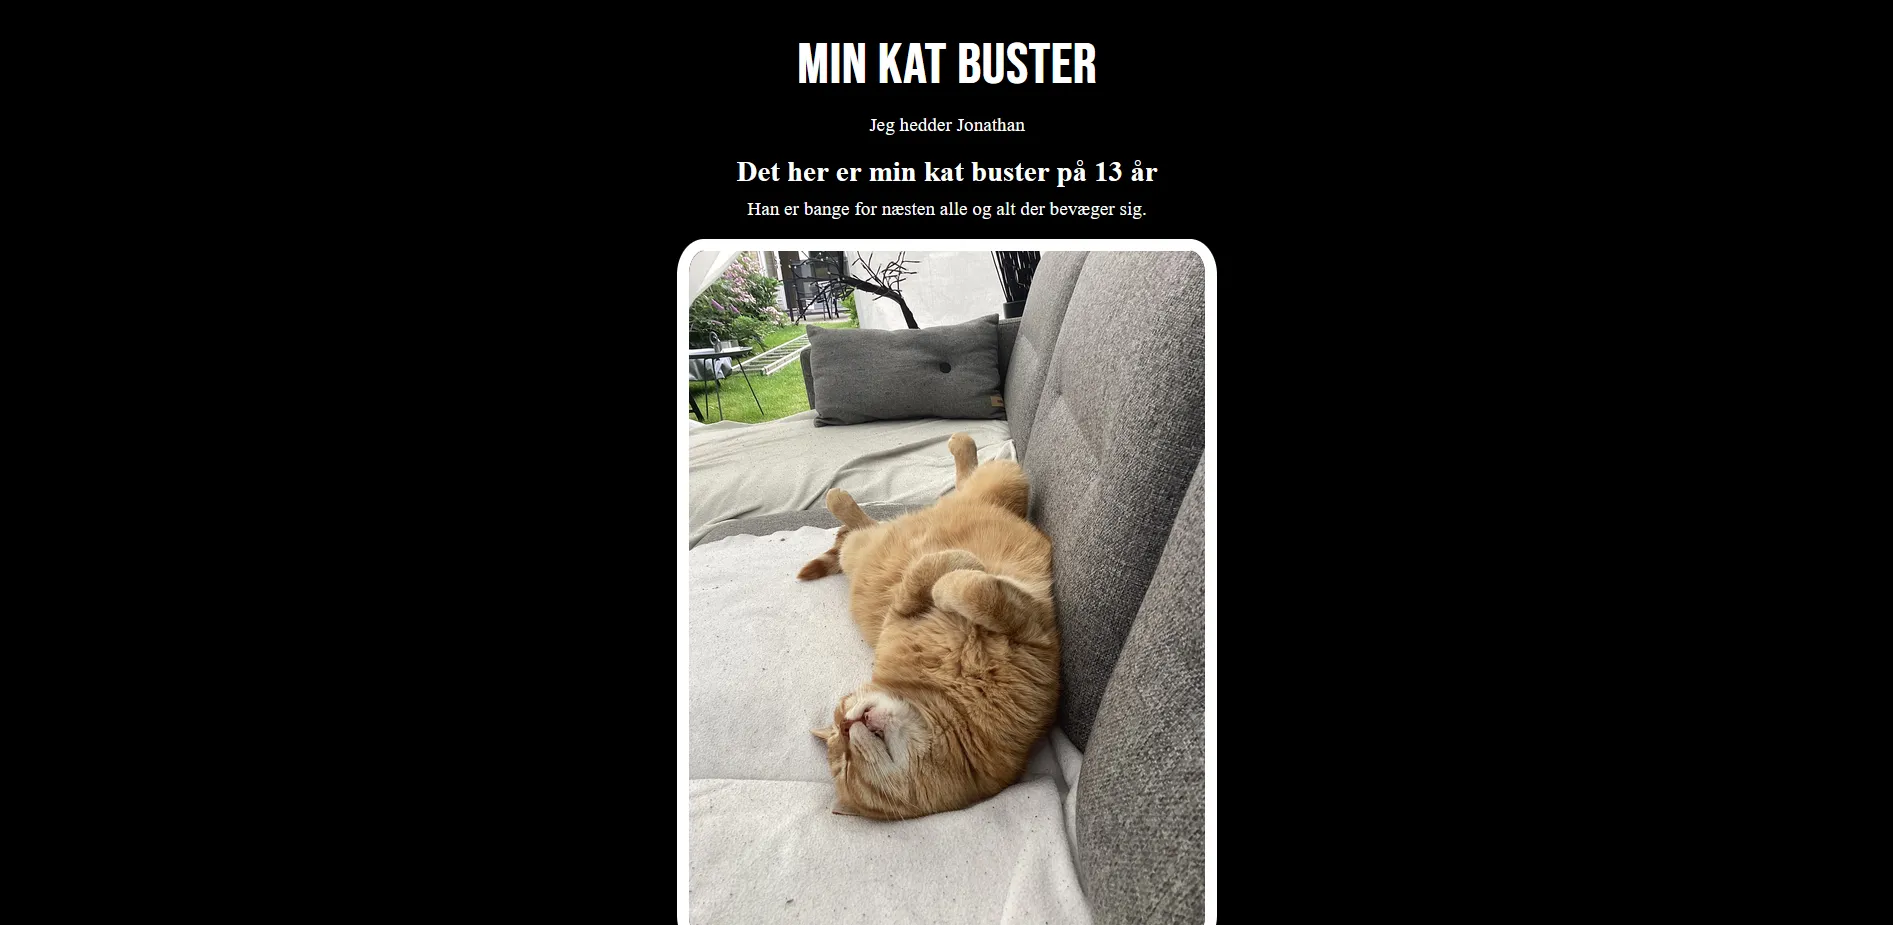 MIN KAT BUSTER
Jeg hedder Jonathan
Det her er min kat buster på 13 år
Han er bange for næsten alle og alt der bevæger sig.